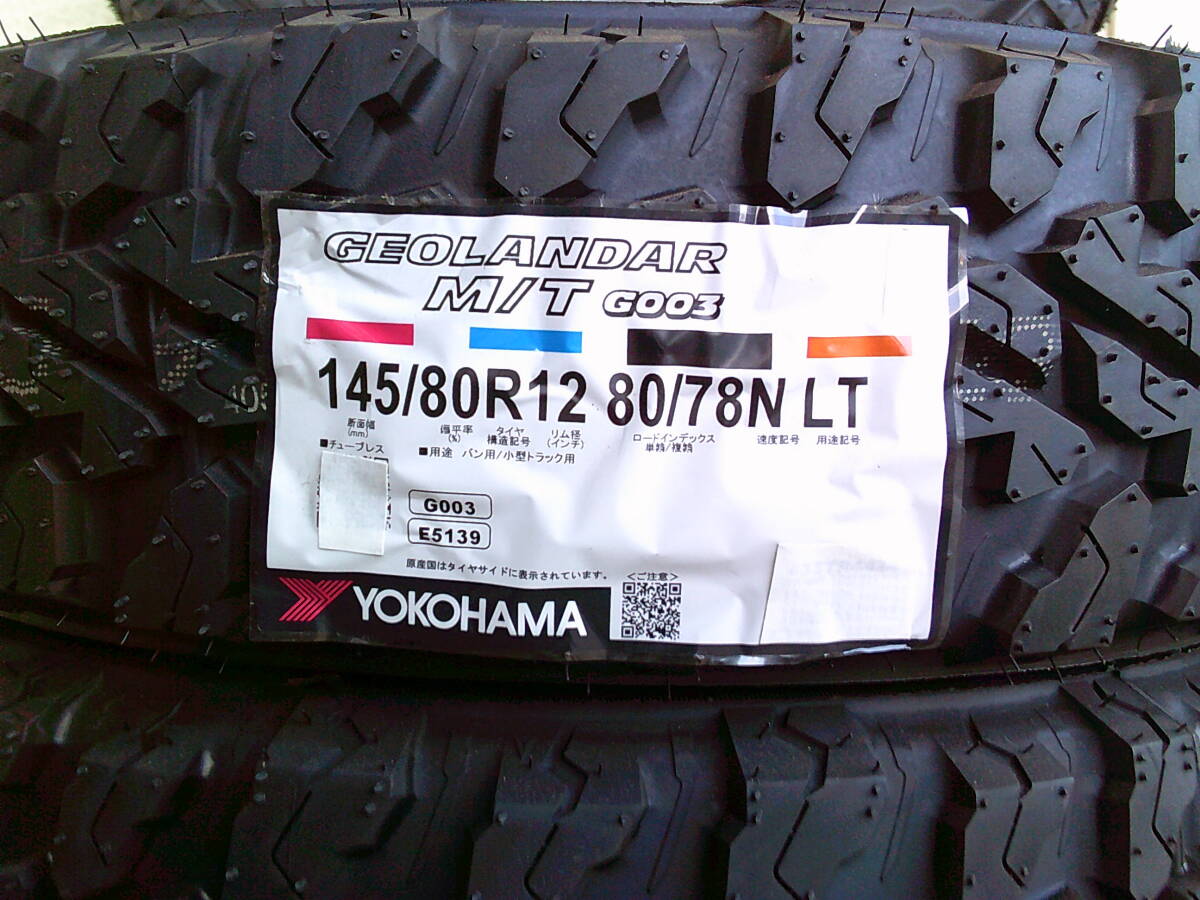 GEOLANDAR
M/T G003
145/80R12 80/78N LT
断面幅 (mm) 偏平率 (%) タイヤ構造記号 リム径 (インチ) ロードインデックス 単輪/複輪 速度記号 用途記号
■チューブレス ■用途 バン用/小型トラック用
G003
E5139
原産国はタイヤサイドに表示されています。 <ご注意>
YOKOHAMA